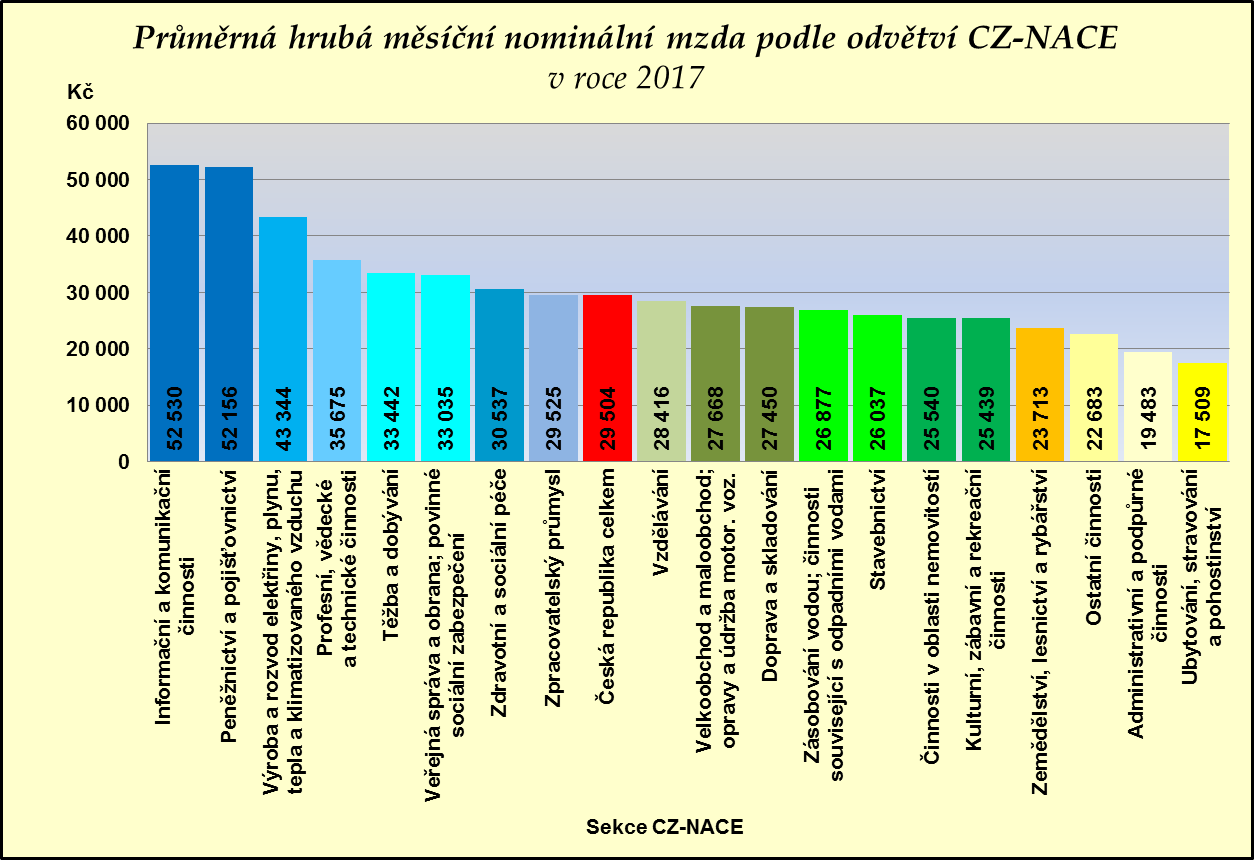 Průměrná hrubá měsíční nominální mzda podle odvětví CZ-NACE
v roce 2017
Kč
60 000
50 000
40 000
30 000
20 000
10 000
0
52 530
52 156
43 344
35 675
33 442
33 035
30 537
29 525
29 504
28 416
27 668
27 450
26 877
26 037
25 540
25 439
23 713
22 683
19 483
17 509
Informační a komunikační
činnosti
Peněžnictví a pojišťovnictví
Výroba a rozvod elektřiny, plynu,
tepla a klimatizovaného vzduchu
Profesní, vědecké
a technické činnosti
Těžba a dobývání
Veřejná správa a obrana; povinné
sociální zabezpečení
Zdravotní a sociální péče
Zpracovatelský průmysl
Česká republika celkem
Vzdělávání
Velkoobchod a maloobchod;
opravy a údržba motor. voz.
Doprava a skladování
Zásobování vodou; činnosti
související s odpadními vodami
Stavebnictví
Činnosti v oblasti nemovitostí
Kulturní, zábavní a rekreační
činnosti
Zemědělství, lesnictví a rybářství
Ostatní činnosti
Administrativní a podpůrné
činnosti
Ubytování, stravování
a pohostinství
Sekce CZ-NACE